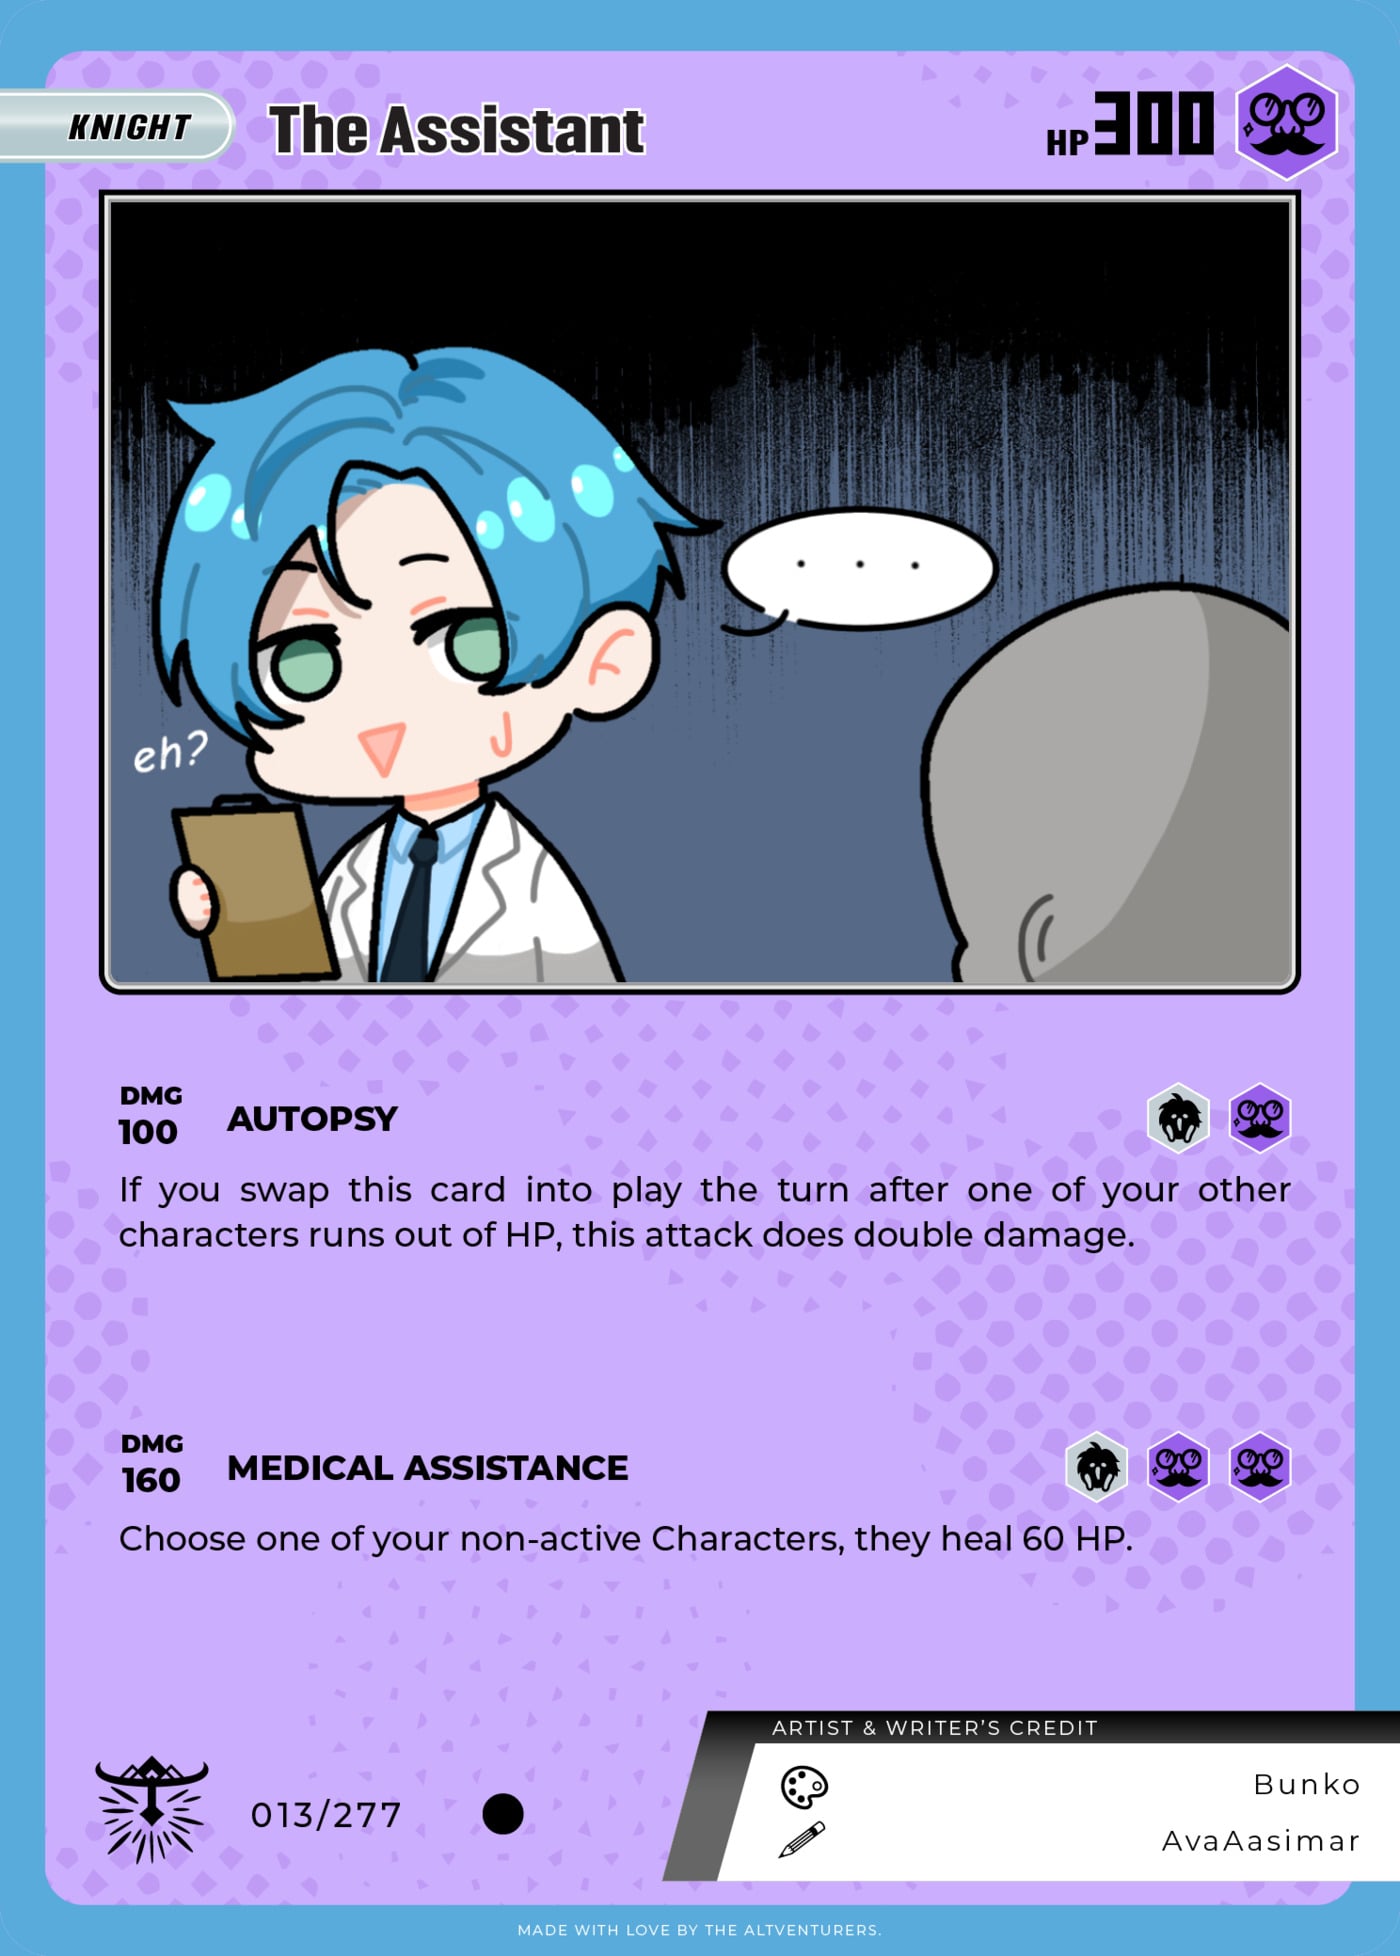 KNIGHT
The Assistant
HP 300
. . .
eh?
DMG
100
AUTOPSY
If you swap this card into play the turn after one of your other
characters runs out of HP, this attack does double damage.
DMG
160
MEDICAL ASSISTANCE
Choose one of your non-active Characters, they heal 60 HP.
ARTIST & WRITER'S CREDIT
Bunko
AvaAasimar
013/277
MADE WITH LOVE BY THE ALTVENTURERS.